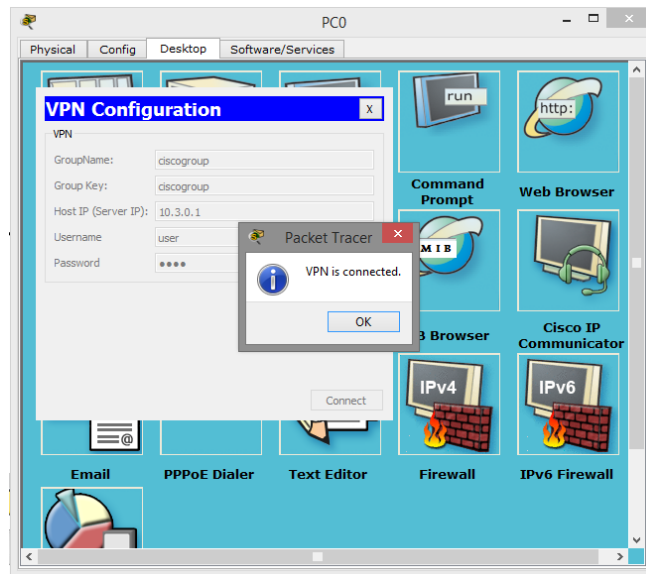 PC0
Physical Config Desktop Software/Services
VPN Configuration X
VPN
GroupName: ciscogroup
Group Key: ciscogroup
Host IP (Server IP): 10.3.0.1
Username user
Password ••••
Connect
Packet Tracer
VPN is connected.
OK
run
Command
Prompt
http:
Web Browser
MIB
B Browser
Cisco IP
Communicator
@
Email
PPPoE Dialer
Text Editor
IPv4
Firewall
IPv6
IPv6 Firewall